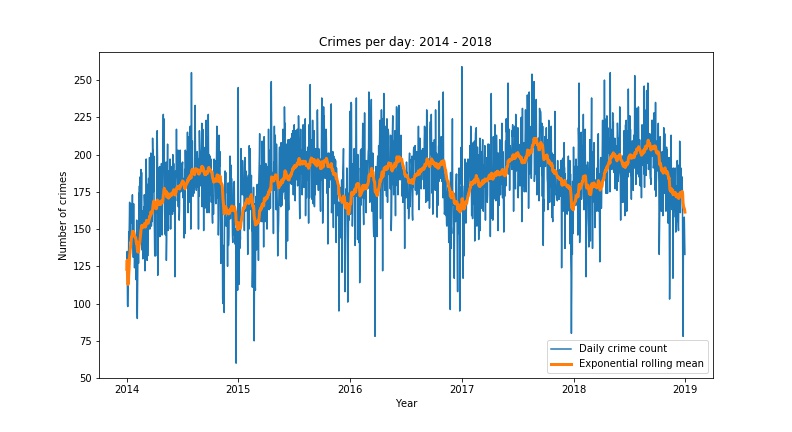 Crimes per day: 2014 - 2018
Number of crimes
250
225
200
175
150
125
100
75
50
2014 2015 2016 2017 2018 2019
Year
Daily crime count
Exponential rolling mean